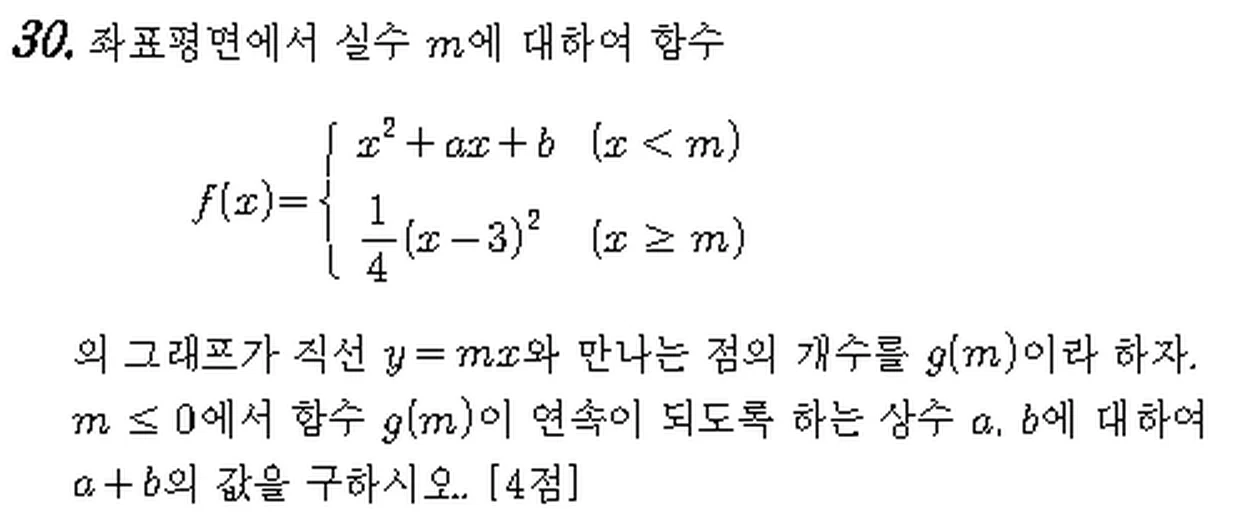 30. 좌표평면에서 실수 m에 대하여 함수
f(x)= { x² + ax + b (x < m)
1/4 (x - 3)² (x ≥ m)
의 그래프가 직선 y = mx와 만나는 점의 개수를 g(m)이라 하자.
m ≤ 0에서 함수 g(m)이 연속이 되도록 하는 상수 a, b에 대하여
a + b의 값을 구하시오. [4점]